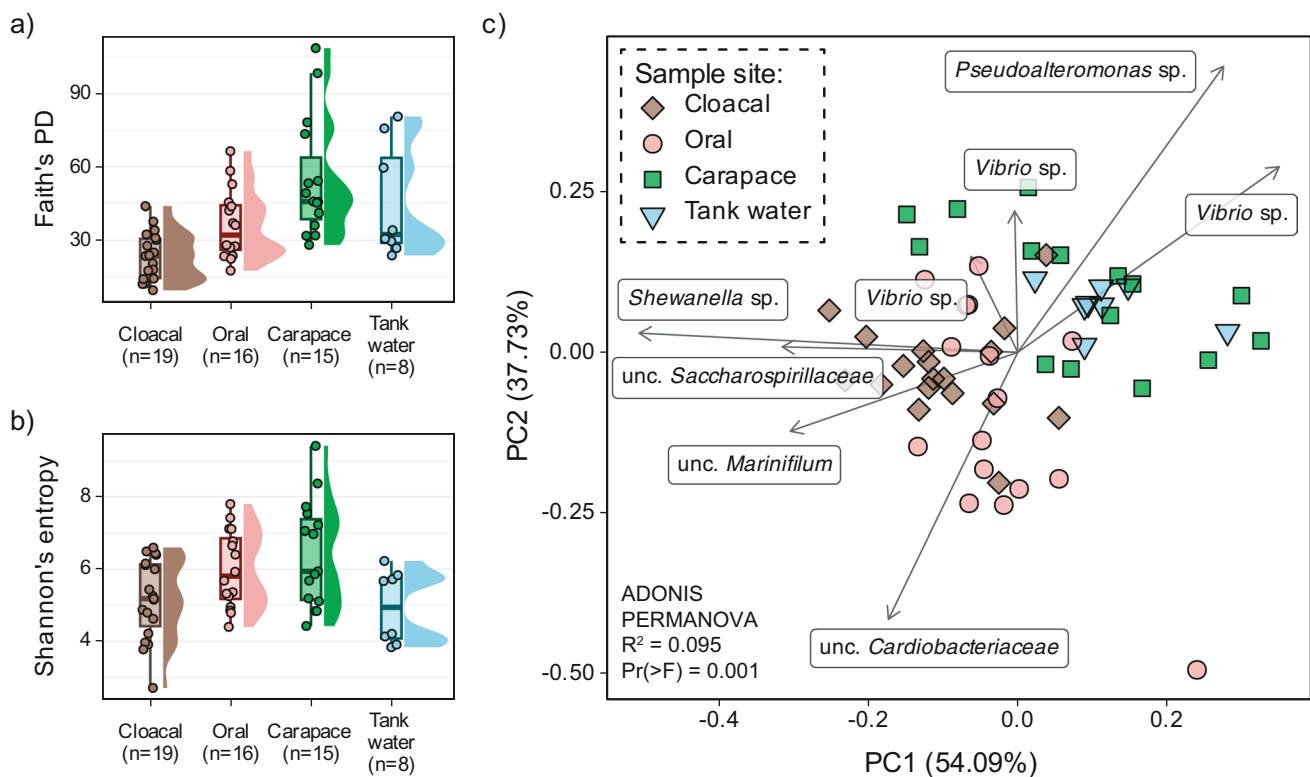 a)
Faith's PD
90
60
30
Cloacal
(n=19)
Oral
(n=16)
Carapace
(n=15)
Tank
water
(n=8)
b)
Shannon's entropy
8
6
4
Cloacal
(n=19)
Oral
(n=16)
Carapace
(n=15)
Tank
water
(n=8)
c)
Sample site:
Cloacal
Oral
Carapace
Tank water
Pseudoalteromonas sp.
Vibrio sp.
Vibrio sp.
Shewanella sp.
Vibrio sp.
unc. Saccharospirillaceae
unc. Marinifilum
unc. Cardiobacteriaceae
ADONIS
PERMANOVA
R² = 0.095
Pr(>F) = 0.001
PC2 (37.73%)
0.25
0.00
-0.25
-0.50
-0.4
-0.2
0.0
0.2
PC1 (54.09%)